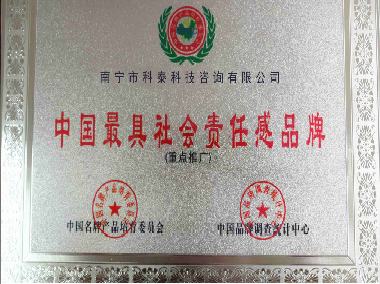 南宁市科泰科技咨询有限公司
中国最具社会责任感品牌
(重点推广)
中国名牌产品培育委员会
中国品牌调查统计中心